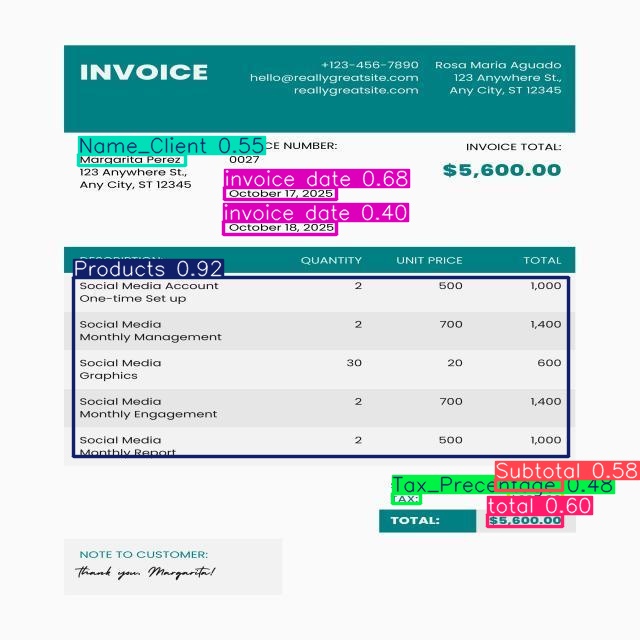 INVOICE
+123-456-7890
hello@reallygreatsite.com
reallygreatsite.com
Rosa Maria Aguado
123 Anywhere St.,
Any City, ST 12345
Name_Client 0.55
Margarita Perez
123 Anywhere St.,
Any City, ST 12345
CE NUMBER:
0027
invoice date 0.68
October 17, 2025
invoice date 0.40
October 18, 2025
INVOICE TOTAL:
$5,600.00
DESCRIPTION: QUANTITY UNIT PRICE TOTAL
Products 0.92
Social Media Account 2 500 1,000
One-time Set up
Social Media 2 700 1,400
Monthly Management
Social Media 30 20 600
Graphics
Social Media 2 700 1,400
Monthly Engagement
Social Media 2 500 1,000
Monthly Report
Subtotal 0.58
Tax_Precentage 0.48
TAX:
total 0.60
TOTAL: $5,600.00
NOTE TO CUSTOMER:
Thank you, Margarita!